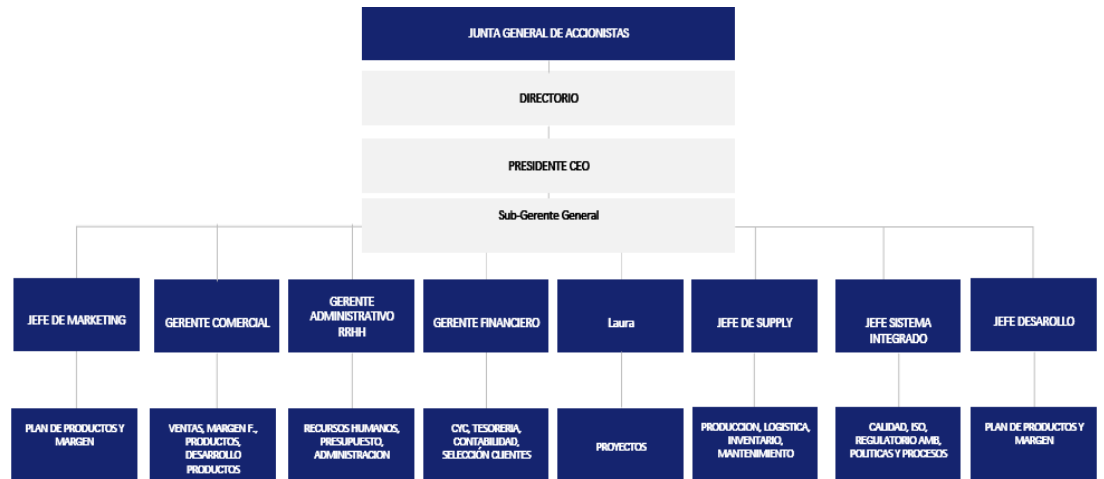 JUNTA GENERAL DE ACCIONISTAS
DIRECTORIO
PRESIDENTE CEO
Sub-Gerente General
JEFE DE MARKETING
GERENTE COMERCIAL
GERENTE
ADMINISTRATIVO
RRHH
GERENTE FINANCIERO
Laura
JEFE DE SUPPLY
JEFE SISTEMA
INTEGRADO
JEFE DESAROLLO
PLAN DE PRODUCTOS Y
MARGEN
VENTAS, MARGEN F.,
PRODUCTOS,
DESARROLLO
PRODUCTOS
RECURSOS HUMANOS,
PRESUPUESTO,
ADMINISTRACION
CYC, TESORERIA,
CONTABILIDAD,
SELECCIÓN CLIENTES
PROYECTOS
PRODUCCION, LOGISTICA,
INVENTARIO,
MANTENIMIENTO
CALIDAD, ISO,
REGULATORIO AMB,
POLITICAS Y PROCESOS
PLAN DE PRODUCTOS Y
MARGEN